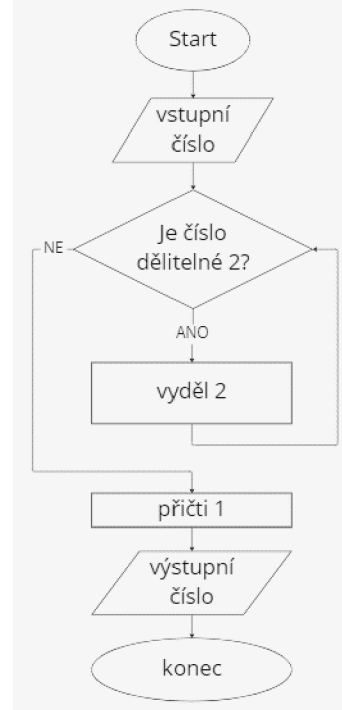 Start
vstupní
číslo
Je číslo
dělitelné 2?
NE
ANO
vyděl 2
přičti 1
výstupní
číslo
konec